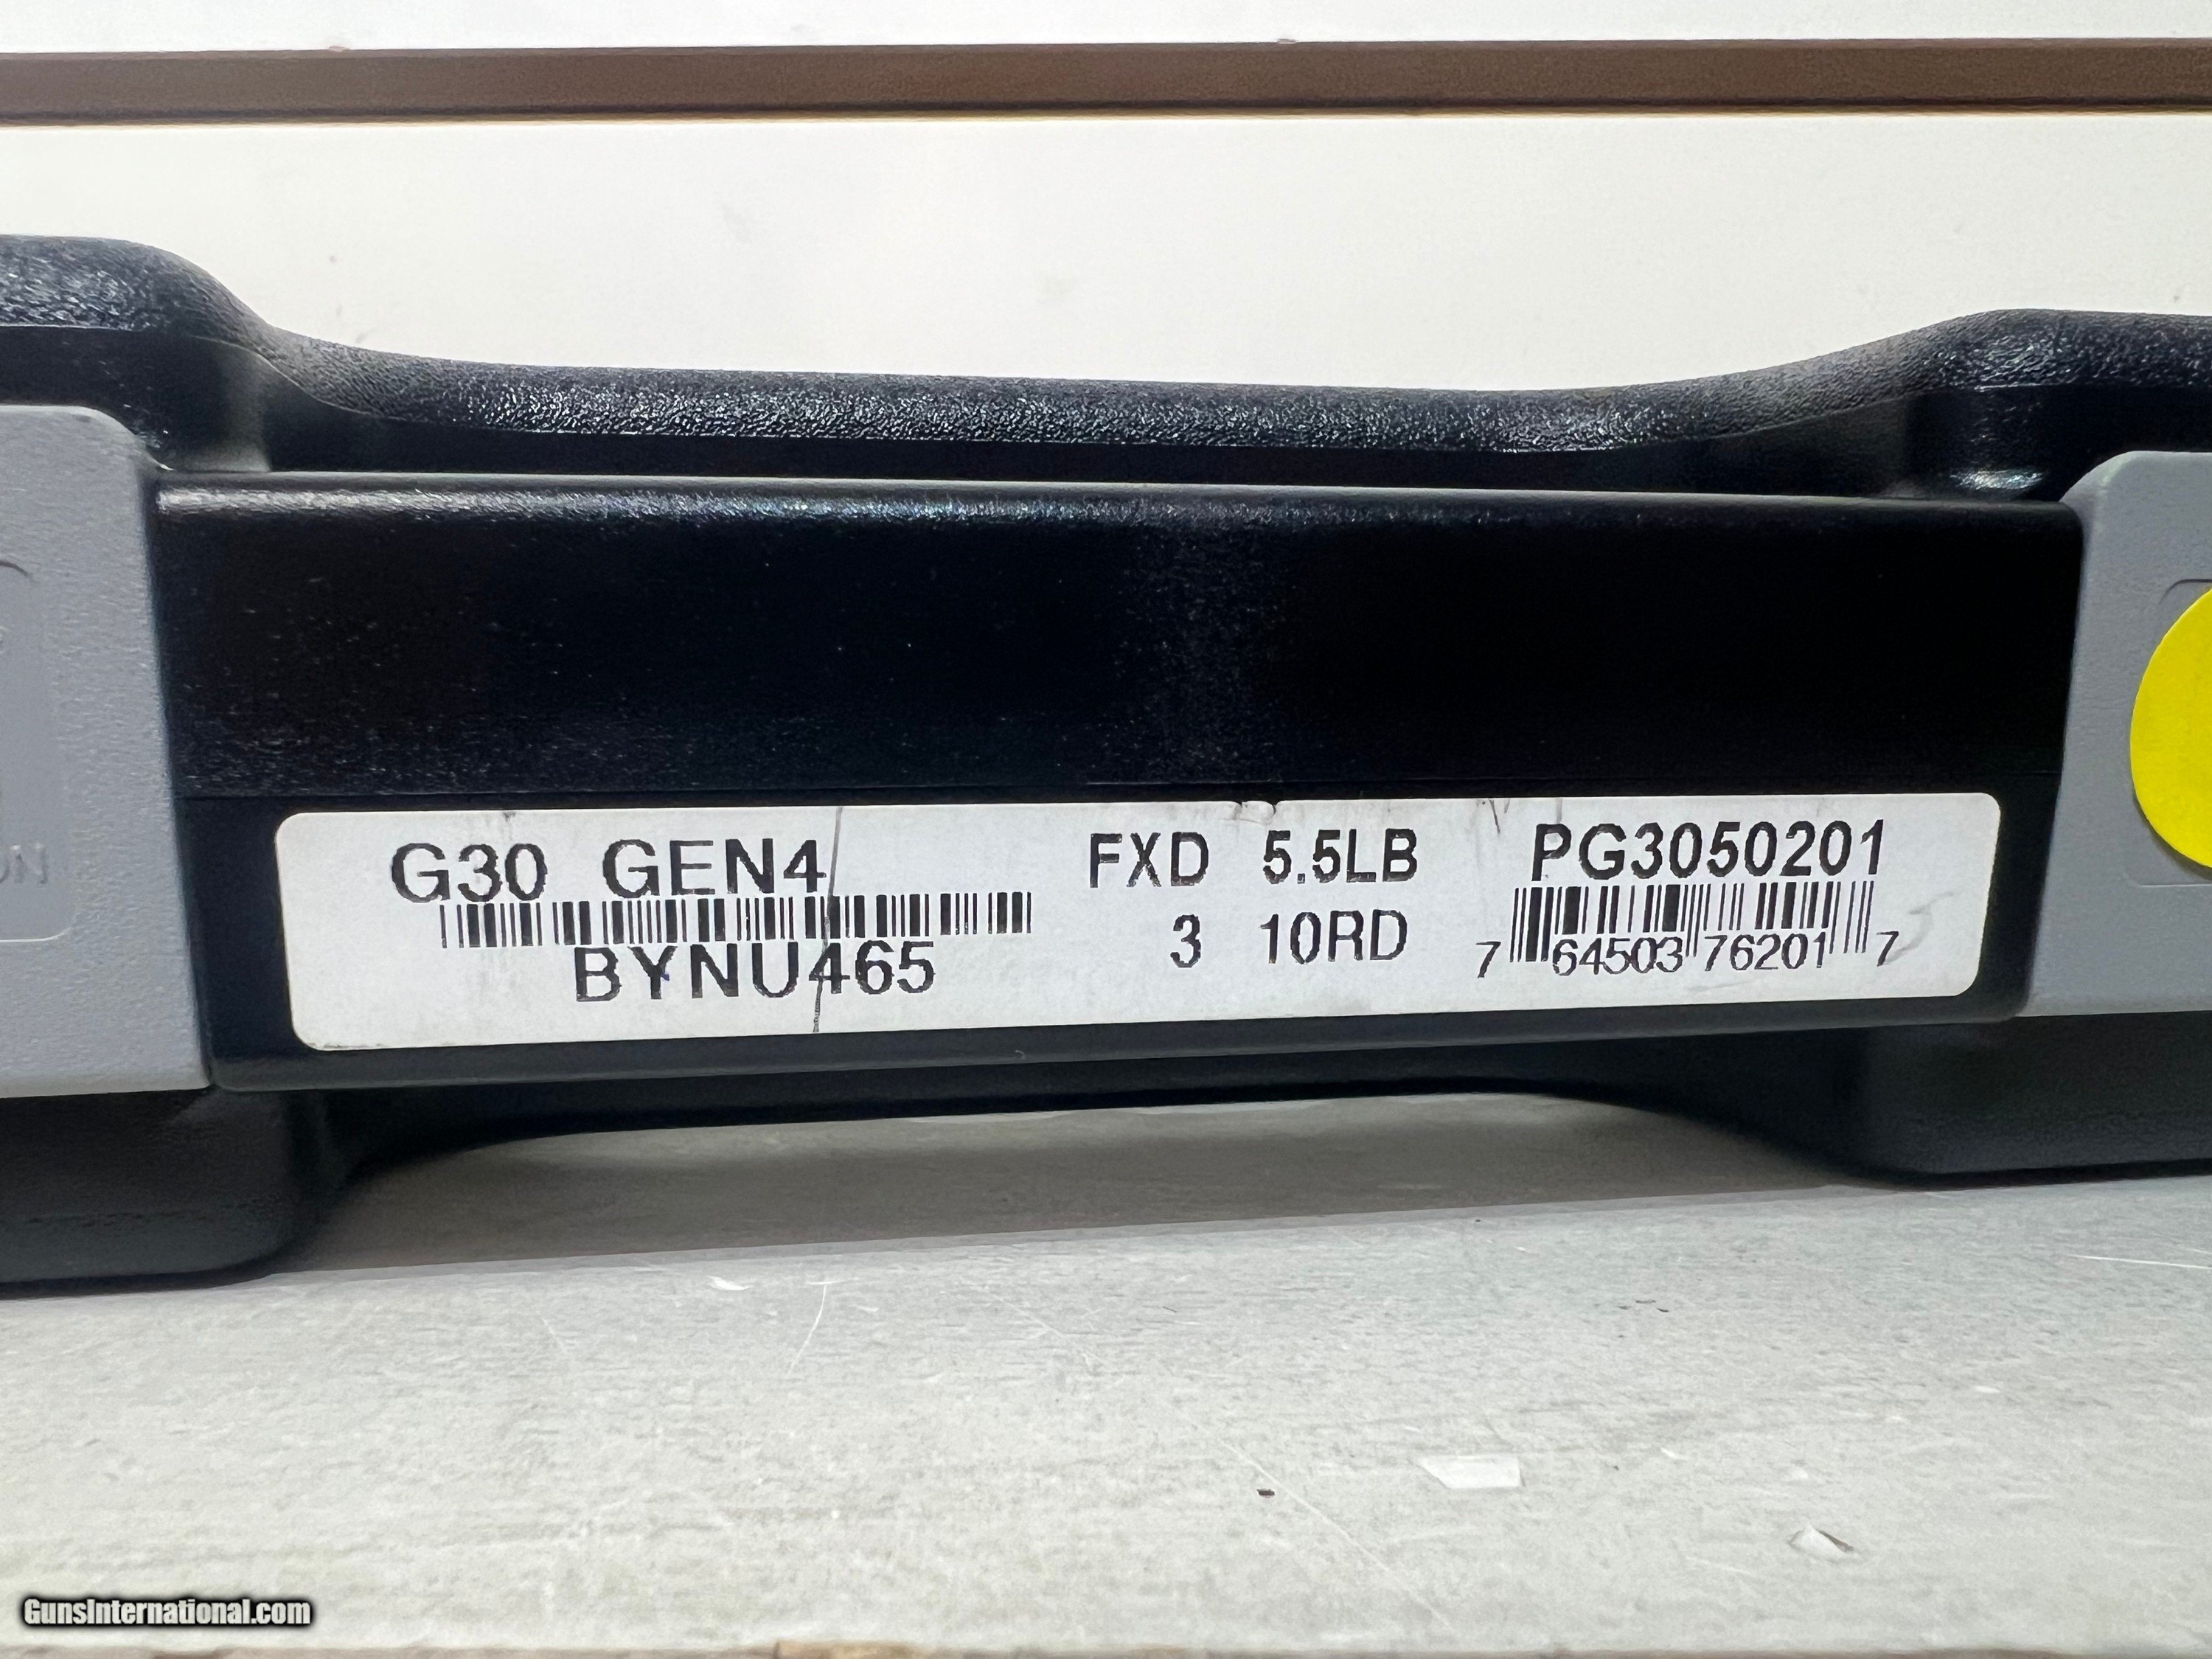 G30 GEN4
BYNU465
FXD 5.5LB
3 10RD
PG3050201
7 64503 76201 7
GunsInternational.com